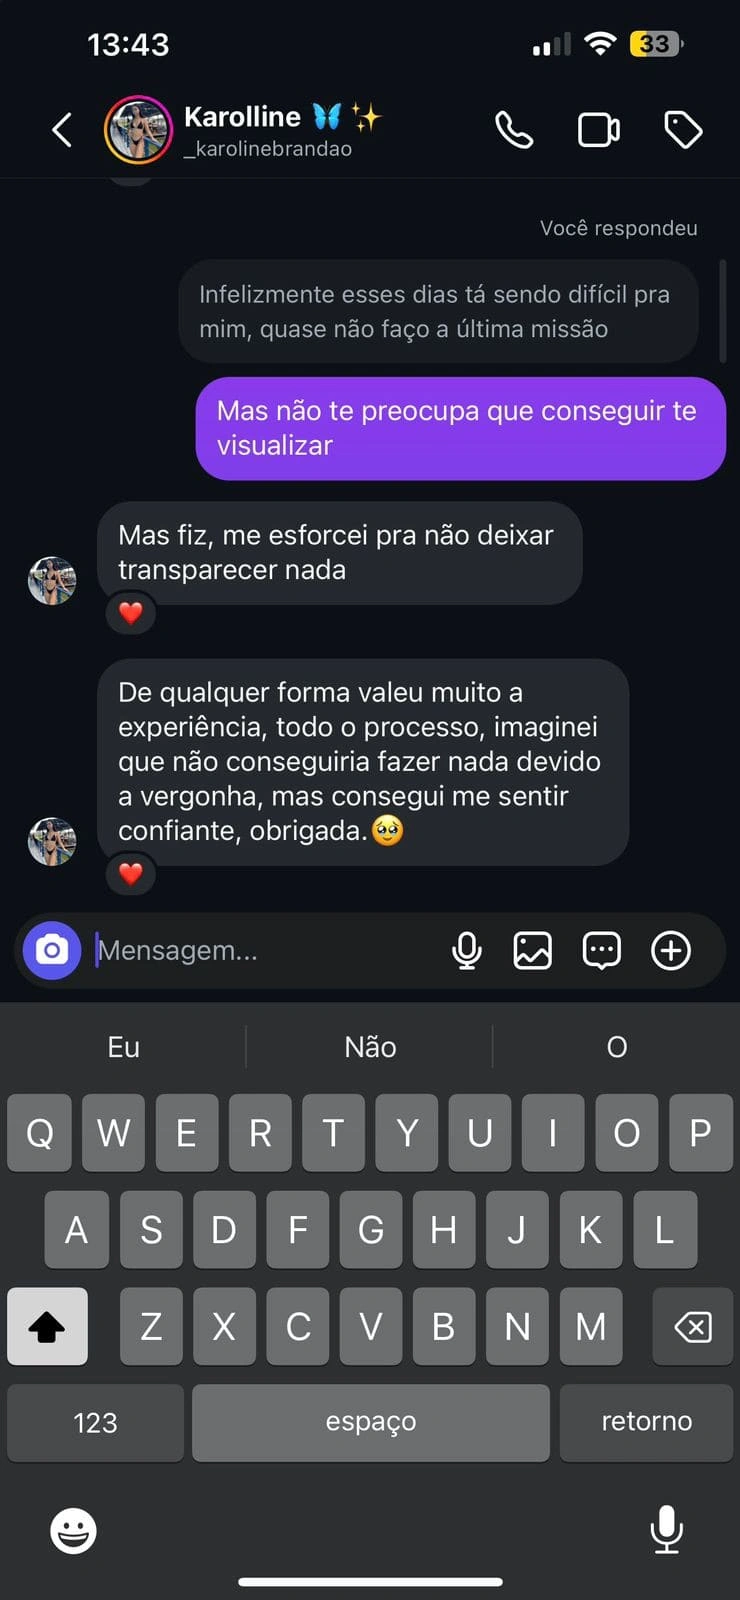 13:43
33
Karolline 🦋✨
_karolinebrandao
Você respondeu
Infelizmente esses dias tá sendo difícil pra
mim, quase não faço a última missão
Mas não te preocupa que conseguir te
visualizar
Mas fiz, me esforcei pra não deixar
transparecer nada
❤️
De qualquer forma valeu muito a
experiência, todo o processo, imaginei
que não conseguiria fazer nada devido
a vergonha, mas consegui me sentir
confiante, obrigada.🥹
❤️
Mensagem...
Eu Não O
Q W E R T Y U I O P
A S D F G H J K L
Z X C V B N M
123 espaço retorno